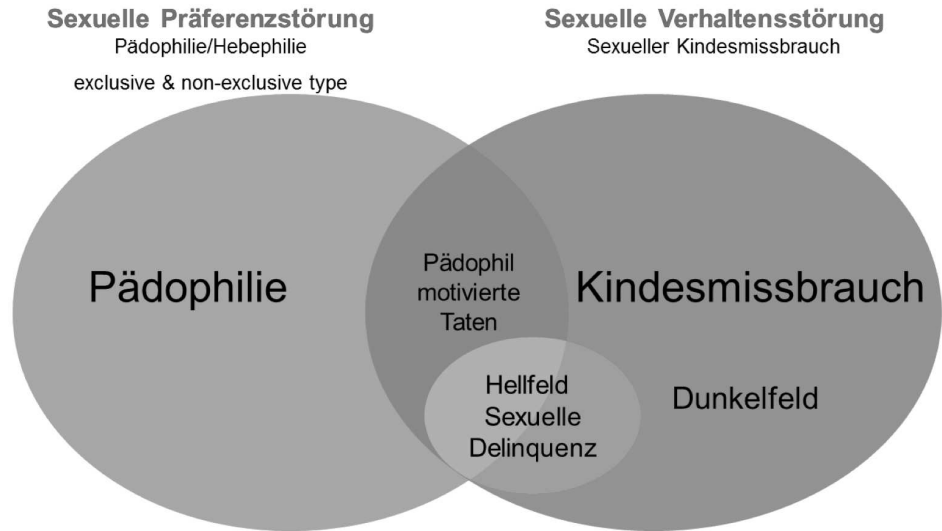 Sexuelle Präferenzstörung
Pädophilie/Hebephilie
exclusive & non-exclusive type
Sexuelle Verhaltensstörung
Sexueller Kindesmissbrauch
Pädophilie
Pädophil
motivierte
Taten
Kindesmissbrauch
Hellfeld
Sexuelle
Delinquenz
Dunkelfeld